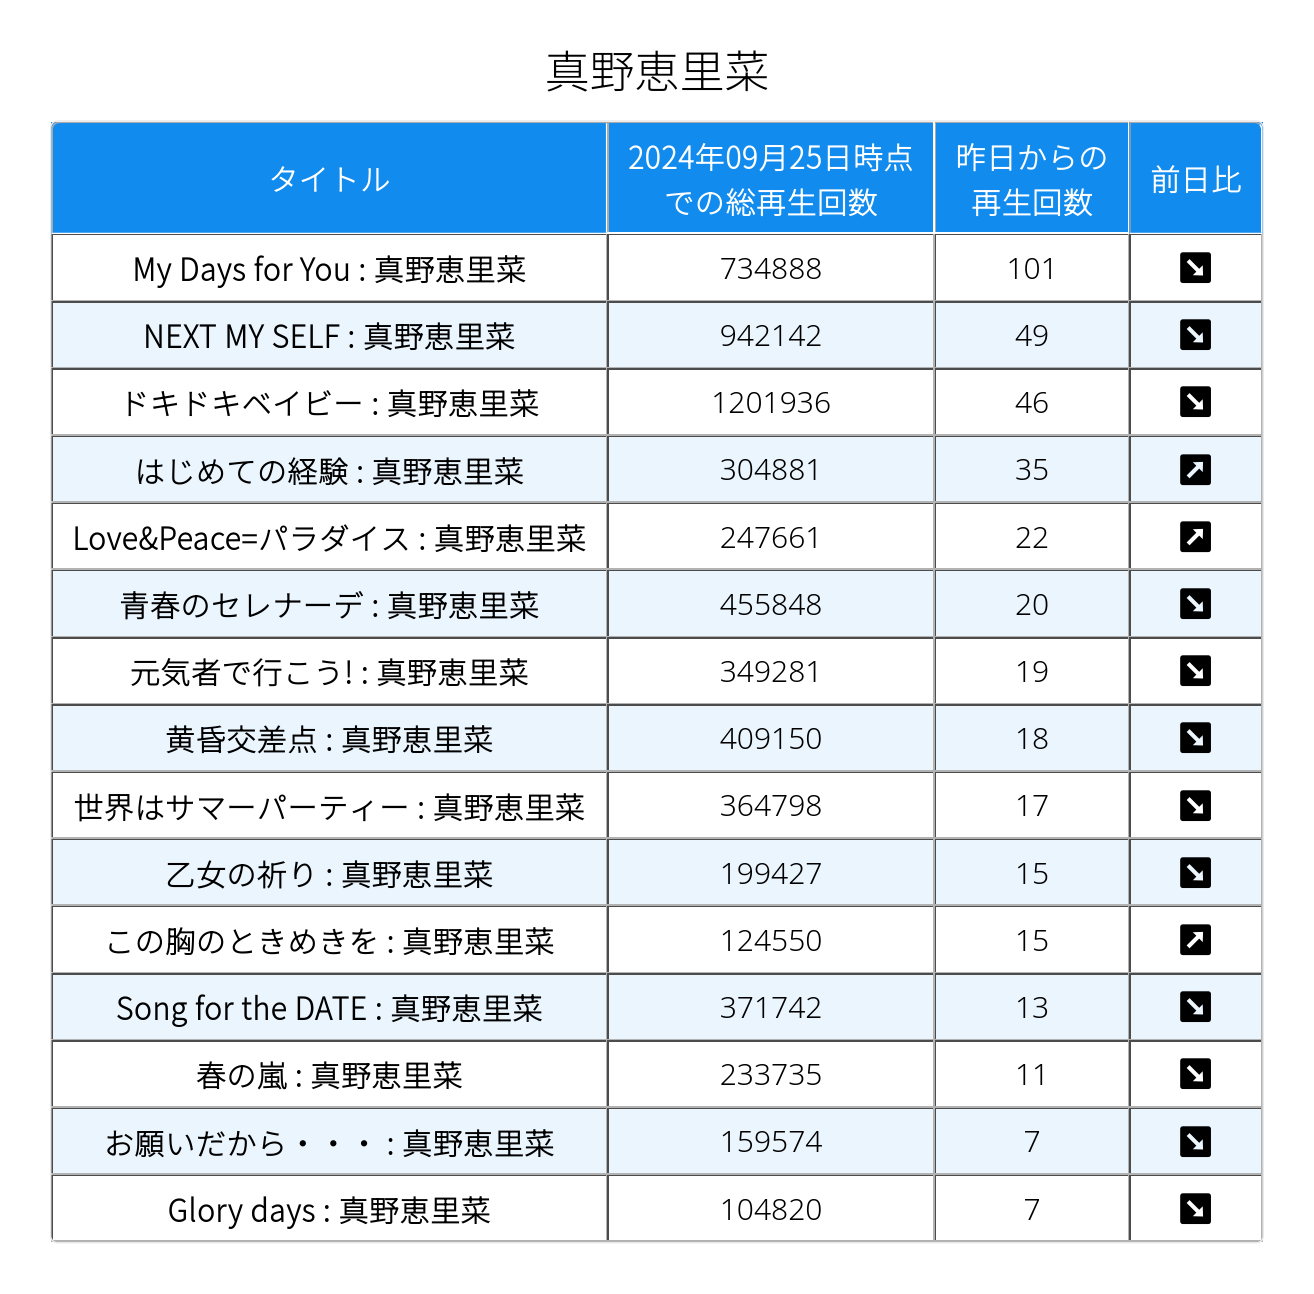 真野恵里菜
タイトル 2024年09月25日時点での総再生回数 昨日からの再生回数 前日比
My Days for You : 真野恵里菜 734888 101 ↘
NEXT MY SELF : 真野恵里菜 942142 49 ↘
ドキドキベイビー : 真野恵里菜 1201936 46 ↘
はじめての経験 : 真野恵里菜 304881 35 ↗
Love&Peace=パラダイス : 真野恵里菜 247661 22 ↗
青春のセレナーデ : 真野恵里菜 455848 20 ↘
元気者で行こう! : 真野恵里菜 349281 19 ↘
黄昏交差点 : 真野恵里菜 409150 18 ↘
世界はサマーパーティー : 真野恵里菜 364798 17 ↘
乙女の祈り : 真野恵里菜 199427 15 ↘
この胸のときめきを : 真野恵里菜 124550 15 ↗
Song for the DATE : 真野恵里菜 371742 13 ↘
春の嵐 : 真野恵里菜 233735 11 ↘
お願いだから・・・ : 真野恵里菜 159574 7 ↘
Glory days : 真野恵里菜 104820 7 ↘